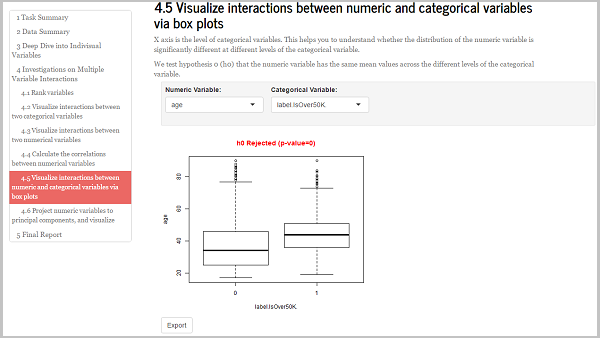 1 Task Summary
2 Data Summary
3 Deep Dive into Indivisual
Variables
4 Investigations on Multiple
Variable Interactions
4.1 Rank variables
4.2 Visualize interactions between
two categorical variables
4.3 Visualize interactions between
two numerical variables
4.4 Calculate the correlations
between numerical variables
4.5 Visualize interactions between
numeric and categorical variables via
box plots
4.6 Project numeric variables to
principal components, and visualize
5 Final Report
4.5 Visualize interactions between numeric and categorical variables
via box plots
X axis is the level of categorical variables. This helps you to understand whether the distribution of the numeric variable is
significantly different at different levels of the categorical variable.
We test hypothesis 0 (h0) that the numeric variable has the same mean values across the different levels of the categorical
variable.
Numeric Variable:
Categorical Variable:
age
label.IsOver50K.
h0 Rejected (p-value=0)
80
60
40
20
age
0
1
label.IsOver50K.
Export